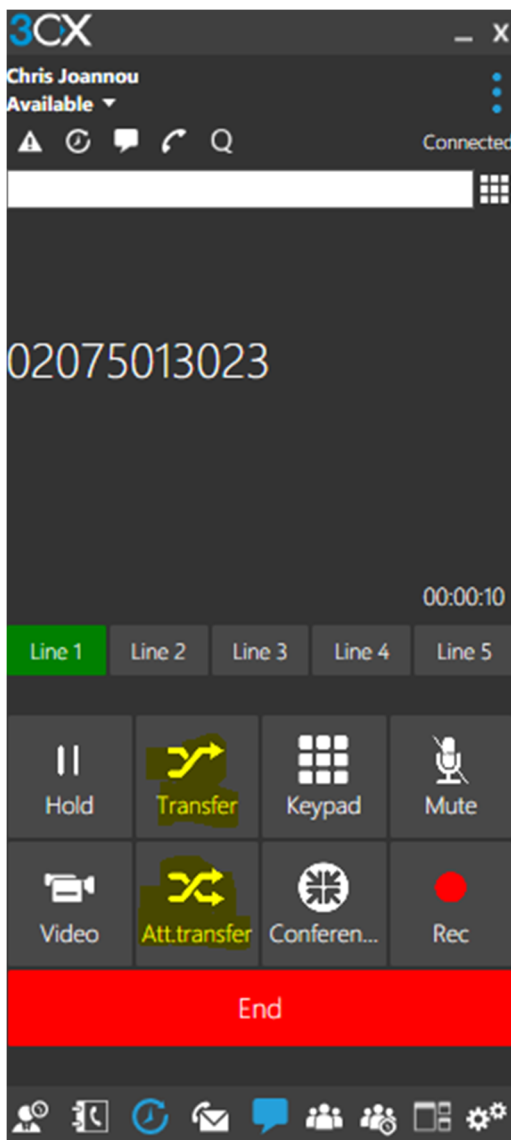 3CX
Chris Joannou
Available
Connected
02075013023
00:00:10
Line 1 Line 2 Line 3 Line 4 Line 5
Hold Transfer Keypad Mute
Video Att.transfer Conferen... Rec
End